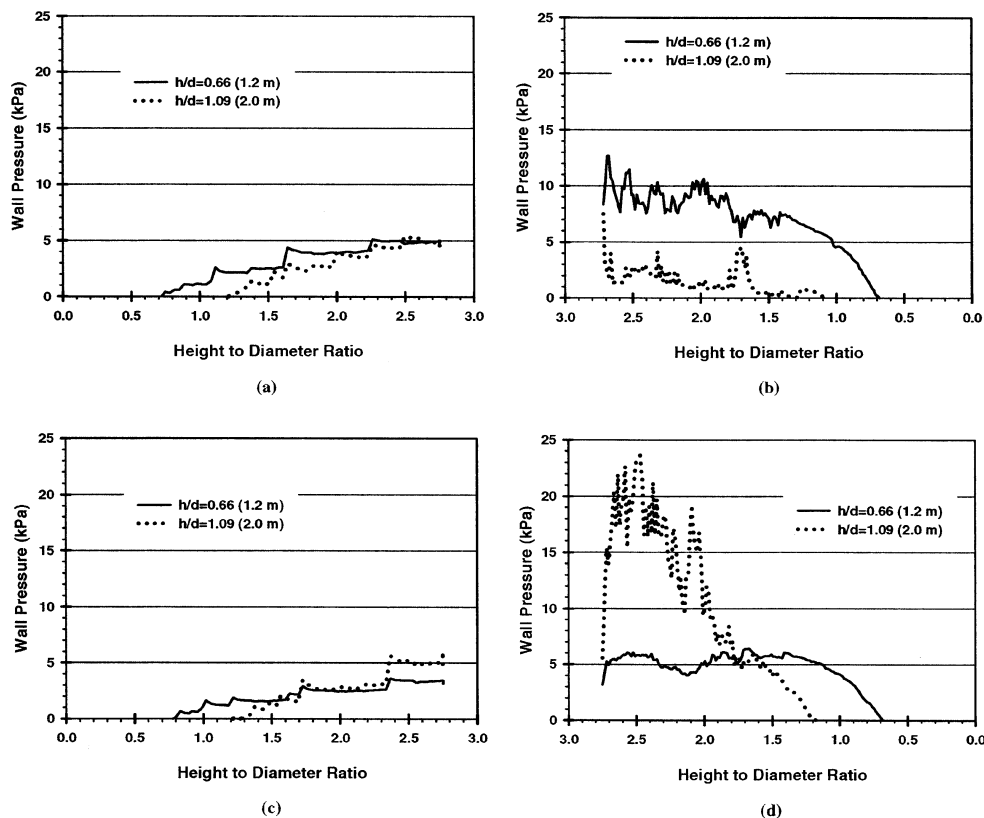 25
20
15
10
5
0
Wall Pressure (kPa)
h/d=0.66 (1.2 m)
h/d=1.09 (2.0 m)
0.0 0.5 1.0 1.5 2.0 2.5 3.0
Height to Diameter Ratio
(a)
25
20
15
10
5
0
Wall Pressure (kPa)
h/d=0.66 (1.2 m)
h/d=1.09 (2.0 m)
3.0 2.5 2.0 1.5 1.0 0.5 0.0
Height to Diameter Ratio
(b)
25
20
15
10
5
0
Wall Pressure (kPa)
h/d=0.66 (1.2 m)
h/d=1.09 (2.0 m)
0.0 0.5 1.0 1.5 2.0 2.5 3.0
Height to Diameter Ratio
(c)
25
20
15
10
5
0
Wall Pressure (kPa)
h/d=0.66 (1.2 m)
h/d=1.09 (2.0 m)
3.0 2.5 2.0 1.5 1.0 0.5 0.0
Height to Diameter Ratio
(d)